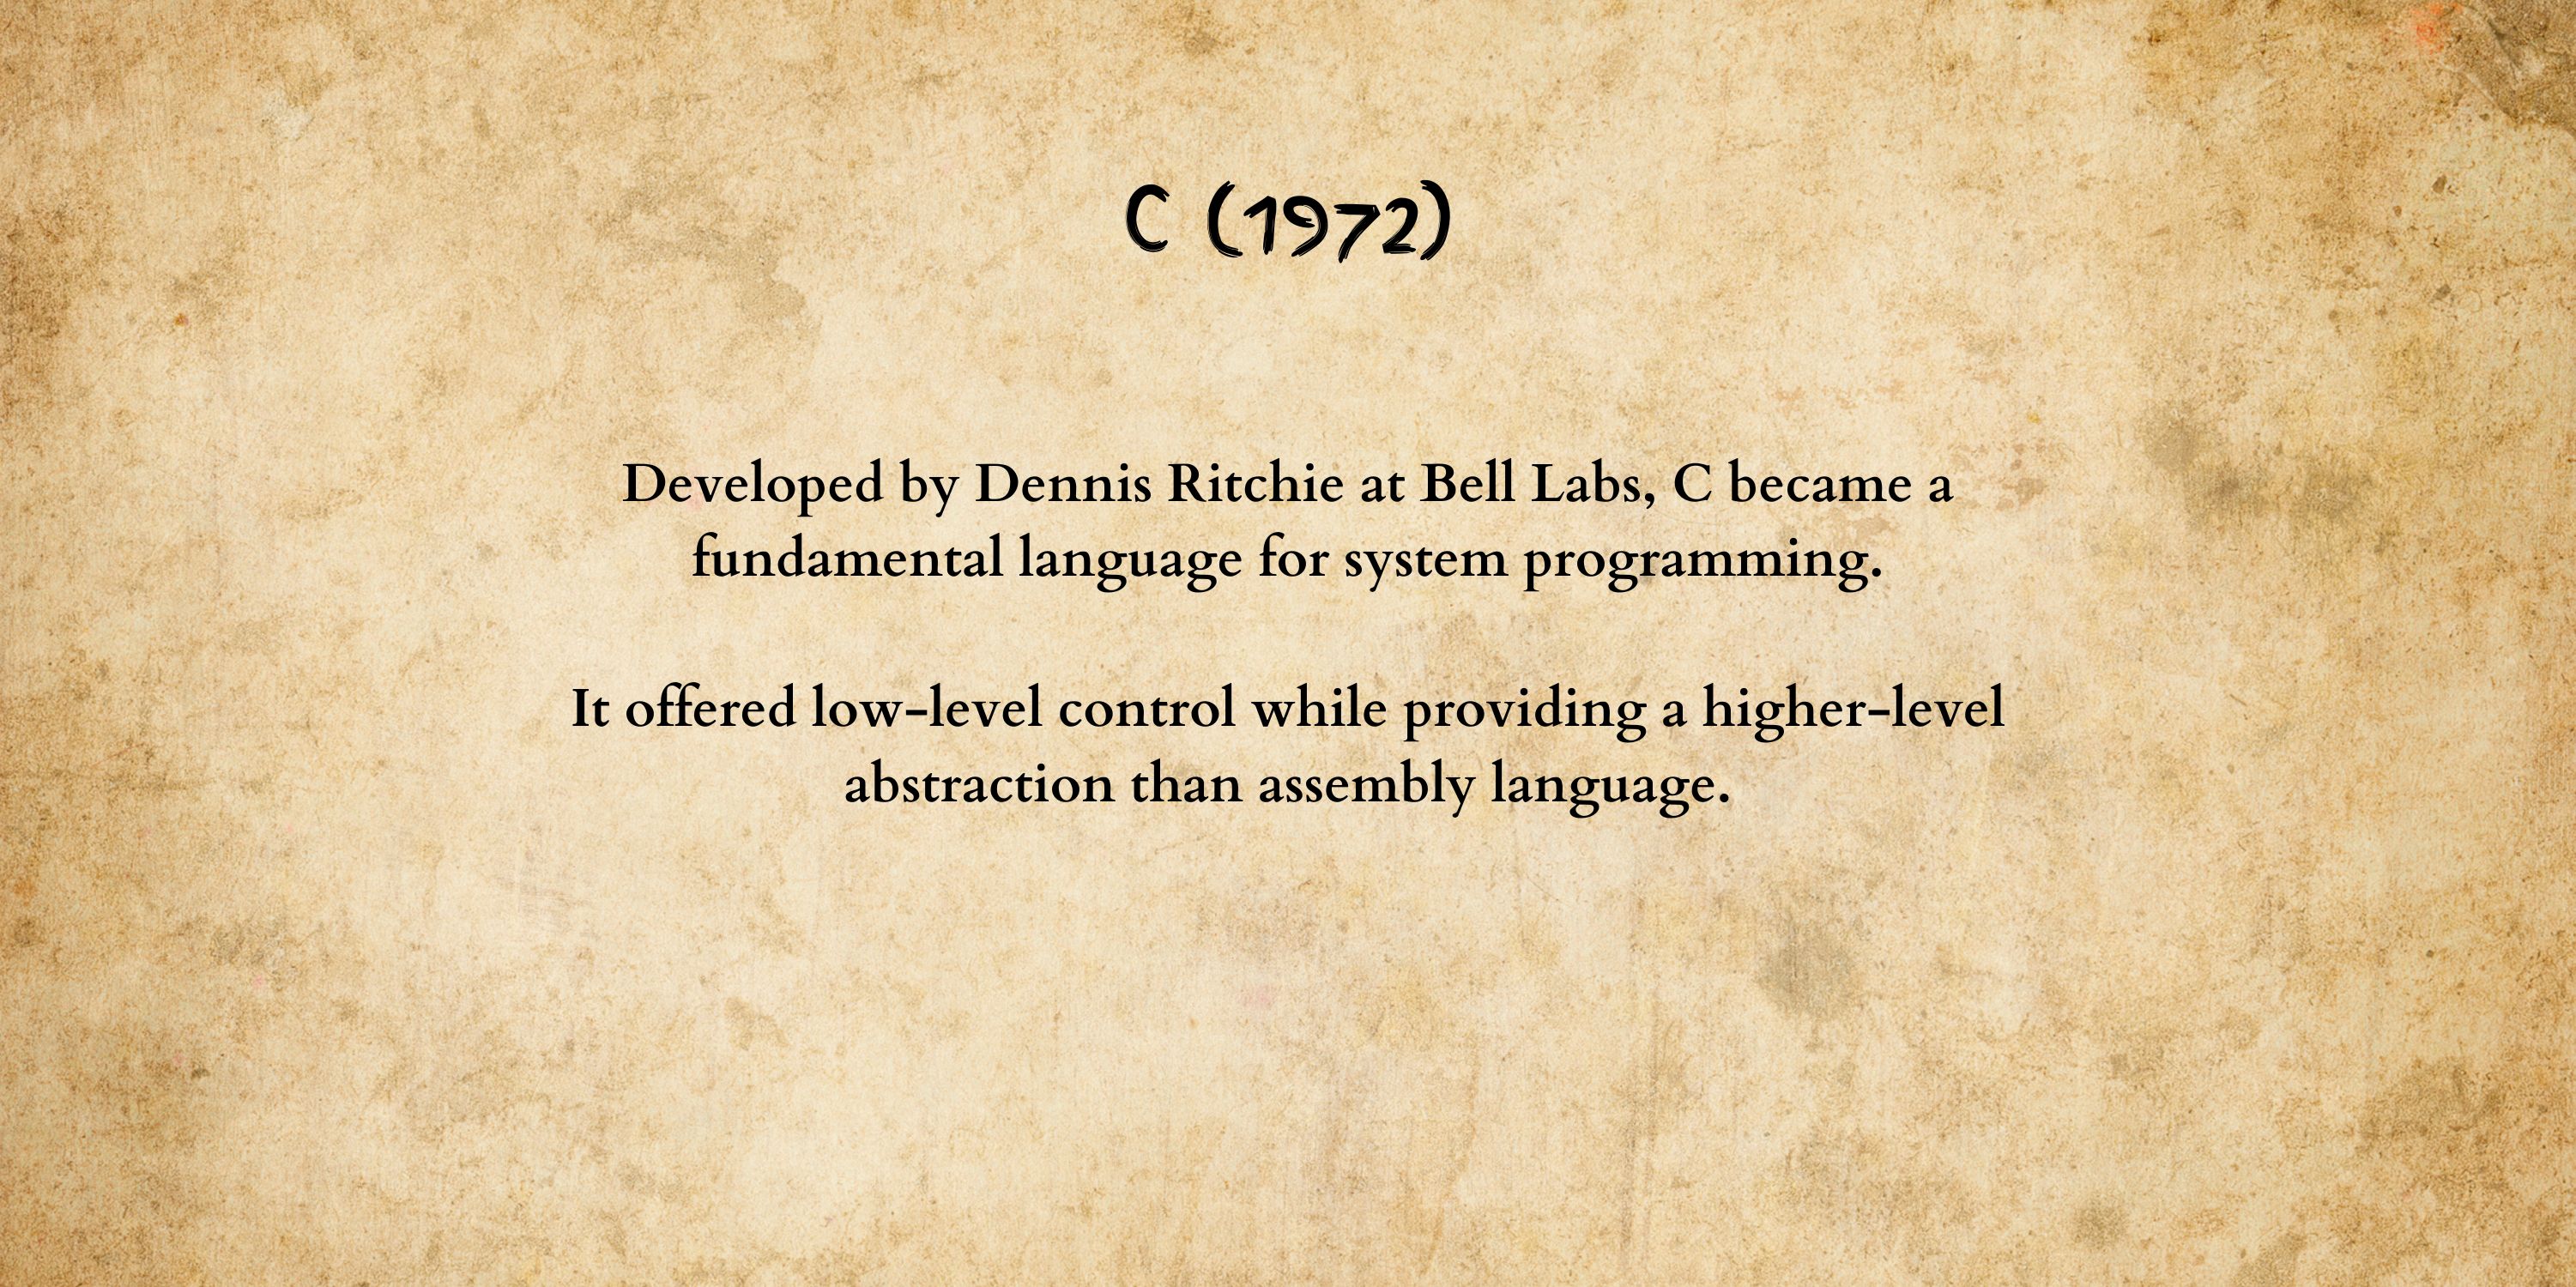 C (1972)
Developed by Dennis Ritchie at Bell Labs, C became a
fundamental language for system programming.
It offered low-level control while providing a higher-level
abstraction than assembly language.